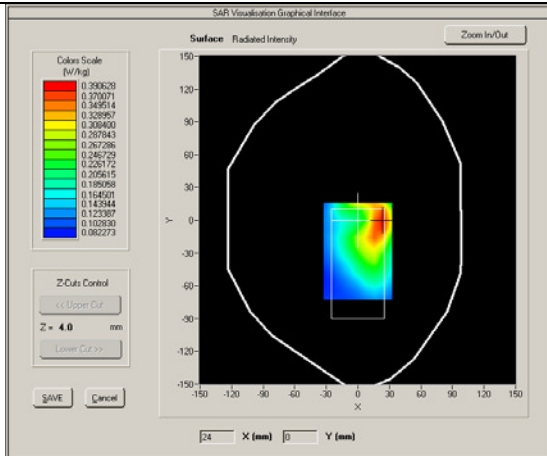 SAR Visualisation Graphical Interface
Surface Radiated Intensity
Zoom In/Out
Colors Scale
(W/kg)
0.390628
0.370071
0.349514
0.328957
0.308400
0.287843
0.267286
0.246729
0.226172
0.205615
0.185058
0.164501
0.143944
0.123387
0.102830
0.082273
Z-Cuts Control
<< Upper Cut
Z = 4.0 mm
Lower Cut >>
SAVE Cancel
150
120
90
60
30
0
-30
-60
-90
-120
-150
Y
-150 -120 -90 -60 -30 0 30 60 90 120 150
X
24 X (mm) 0 Y (mm)